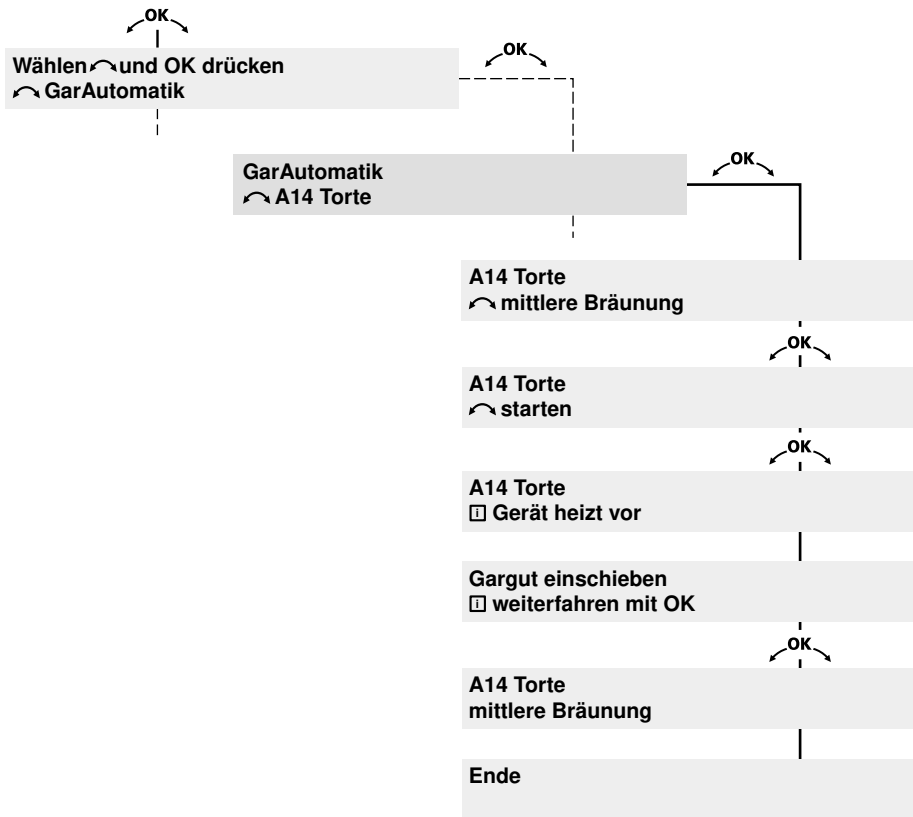 OK
Wählen und OK drücken
GarAutomatik
OK
GarAutomatik
A14 Torte
OK
A14 Torte
mittlere Bräunung
OK
A14 Torte
starten
OK
A14 Torte
i Gerät heizt vor
Gargut einschieben
i weiterfahren mit OK
OK
A14 Torte
mittlere Bräunung
Ende